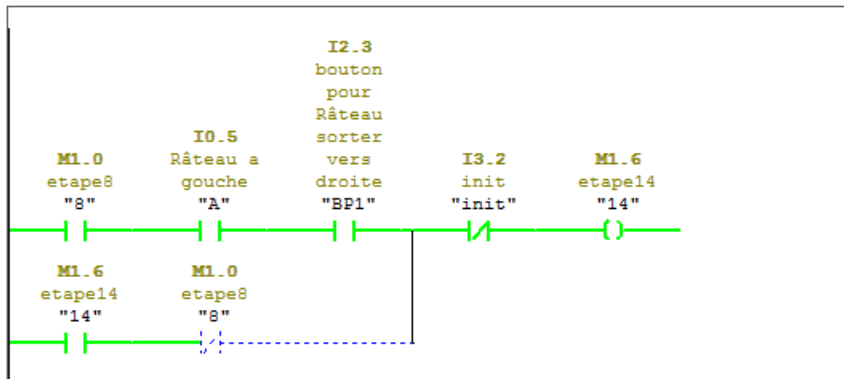 I2.3
bouton
pour
Râteau
I0.5 sorter
M1.0 Râteau a vers I3.2 M1.6
etape8 gouche droite init etape14
"8" "A" "BP1" "init" "14"
M1.6 M1.0
etape14 etape8
"14" "8"